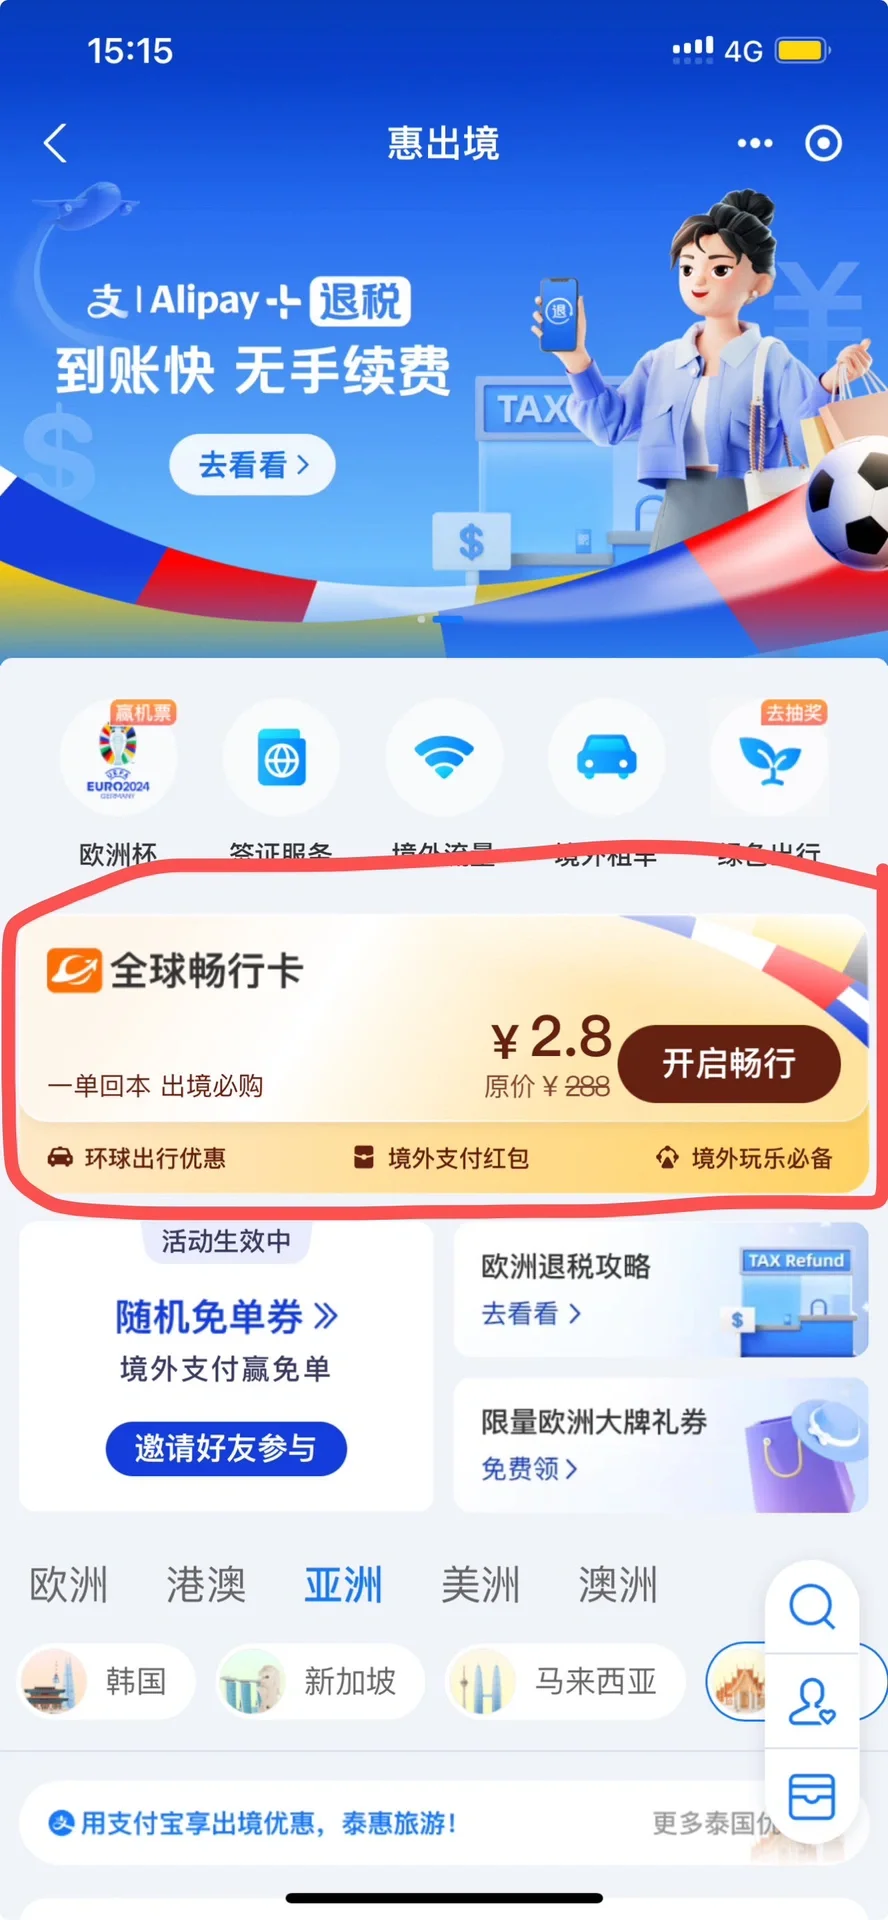 15:15
4G
惠出境
支 | Alipay+ 退税
到账快 无手续费
退
TAX
去看看 >
$
赢机票
去抽奖
UEFA
EURO2024
GERMANY
欧洲杯
签证服务
境外流量
境外租车
绿色出行
全球畅行卡
¥2.8
开启畅行
一单回本 出境必购
原价¥288
环球出行优惠
境外支付红包
境外玩乐必备
活动生效中
随机免单券
境外支付赢免单
邀请好友参与
欧洲退税攻略
去看看 >
TAX Refund
$
限量欧洲大牌礼券
免费领 >
欧洲
港澳
亚洲
美洲
澳洲
韩国
新加坡
马来西亚
支 用支付宝享出境优惠，泰惠旅游!
更多泰国优